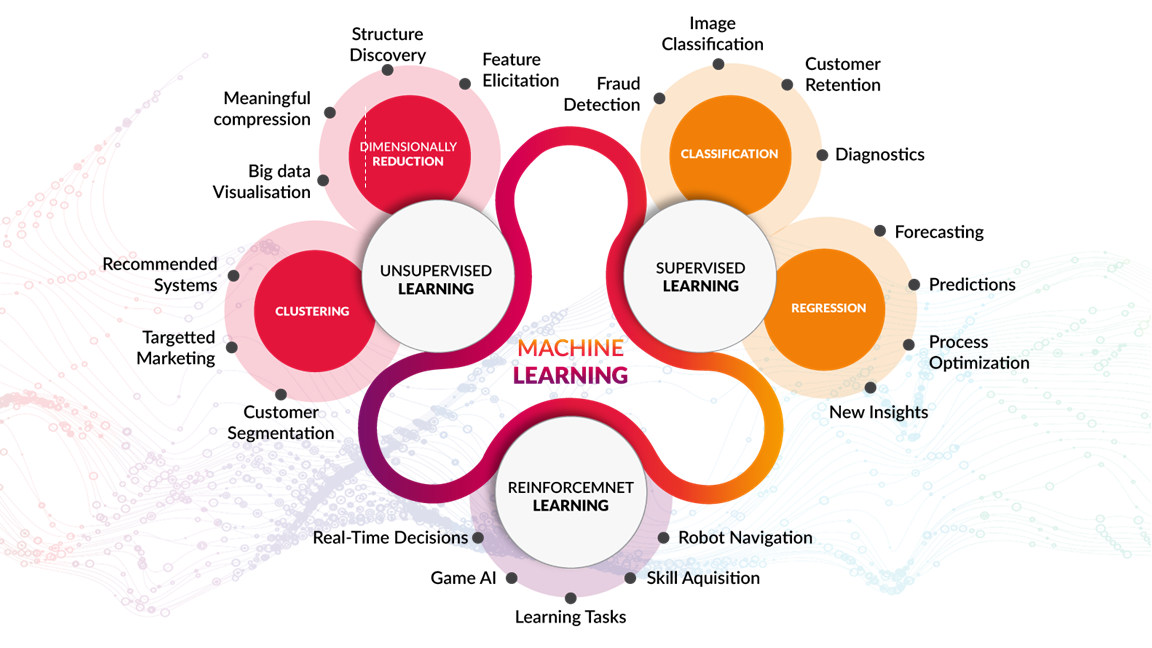 Structure
Discovery
Feature
Elicitation
Meaningful
compression
Big data
Visualisation
DIMENSIONALLY
REDUCTION
Recommended
Systems
Targetted
Marketing
Customer
Segmentation
CLUSTERING
UNSUPERVISED
LEARNING
Image
Classification
Fraud
Detection
Customer
Retention
Diagnostics
CLASSIFICATION
SUPERVISED
LEARNING
Forecasting
Predictions
Process
Optimization
New Insights
REGRESSION
MACHINE
LEARNING
REINFORCEMNET
LEARNING
Real-Time Decisions
Game AI
Learning Tasks
Skill Aquisition
Robot Navigation